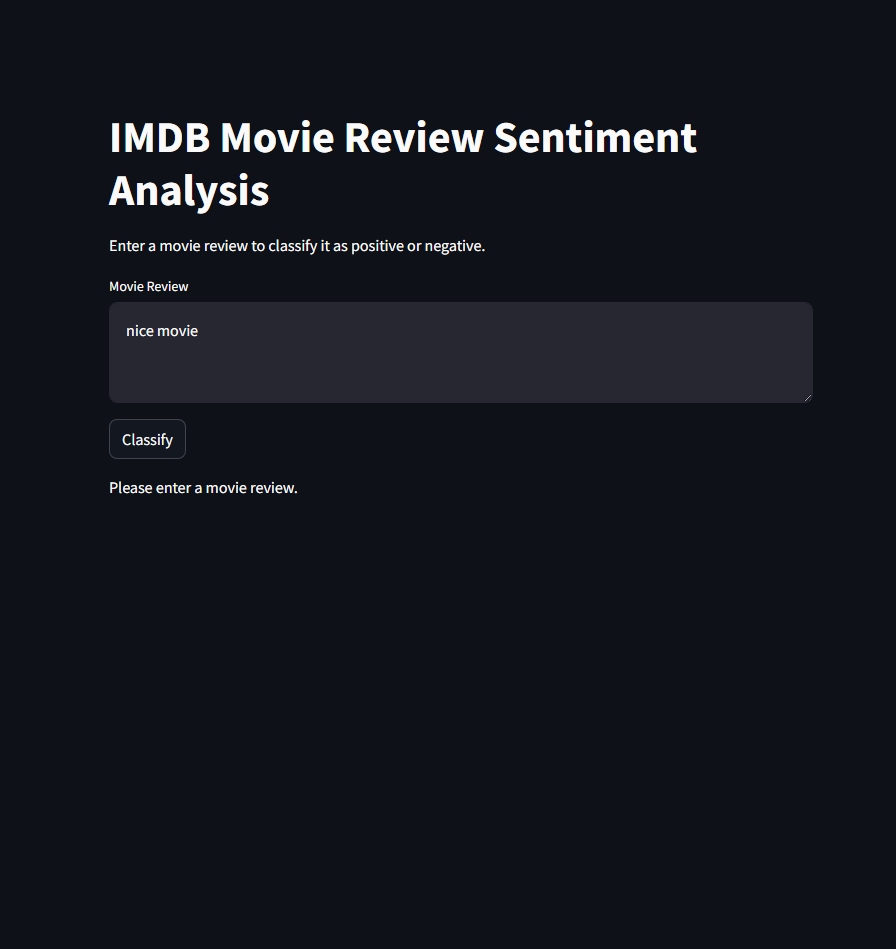 IMDB Movie Review Sentiment
Analysis
Enter a movie review to classify it as positive or negative.
Movie Review
nice movie
Classify
Please enter a movie review.